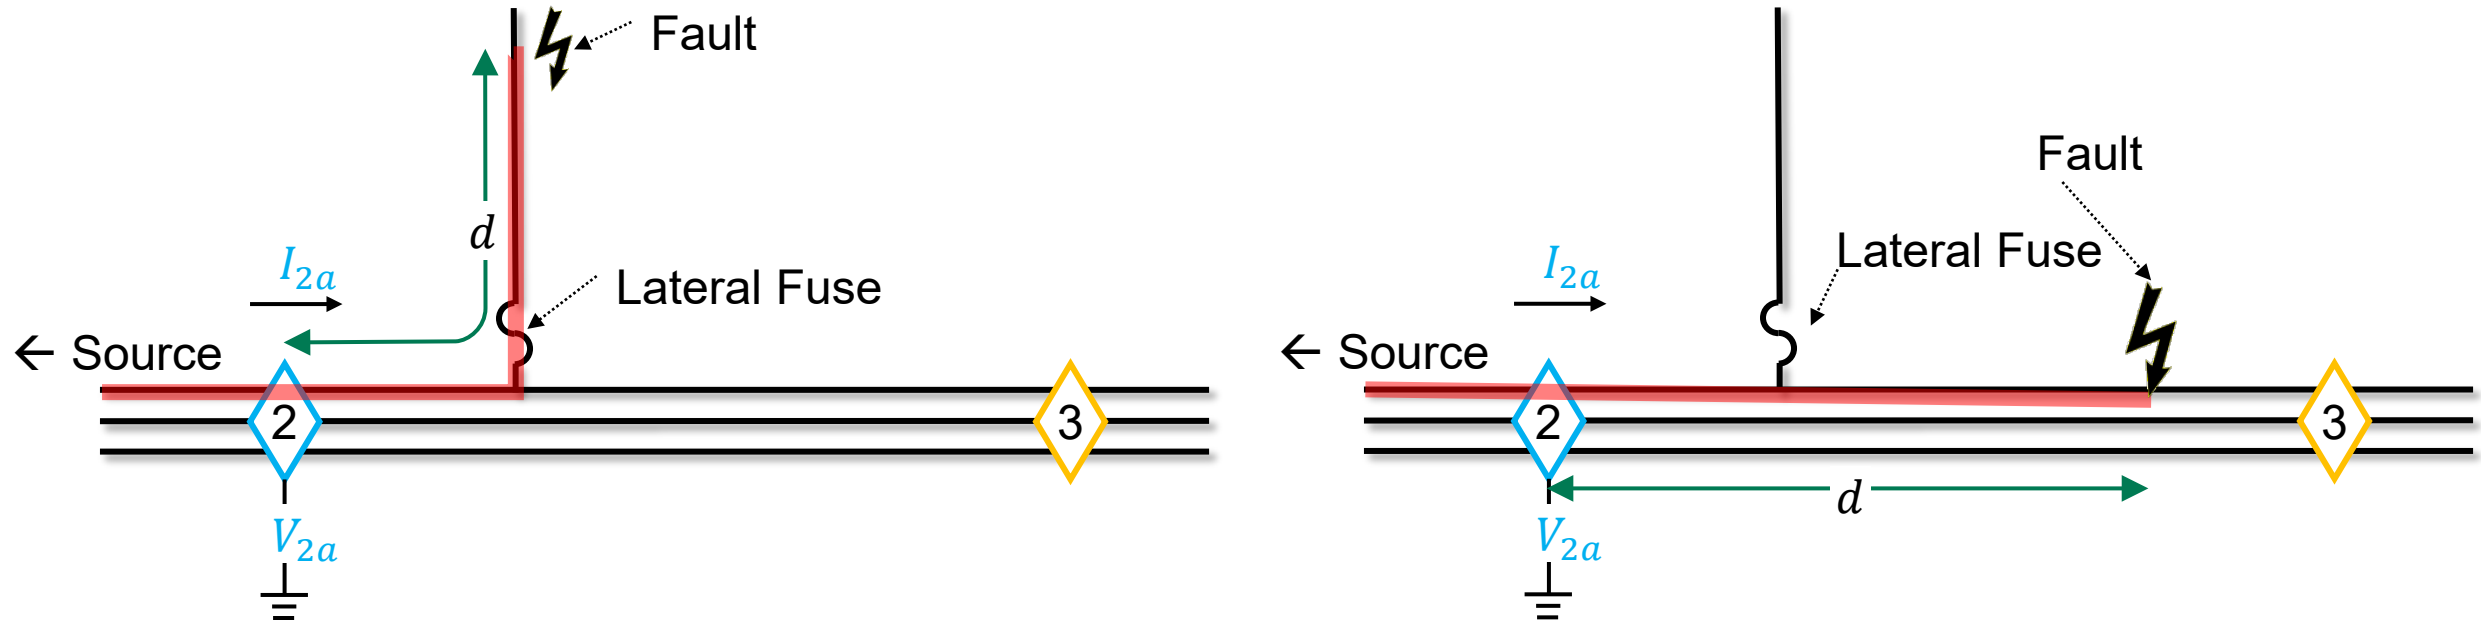 Fault
d
I2a
Lateral Fuse
← Source
2
3
V2a
Fault
Lateral Fuse
I2a
← Source
2
3
d
V2a